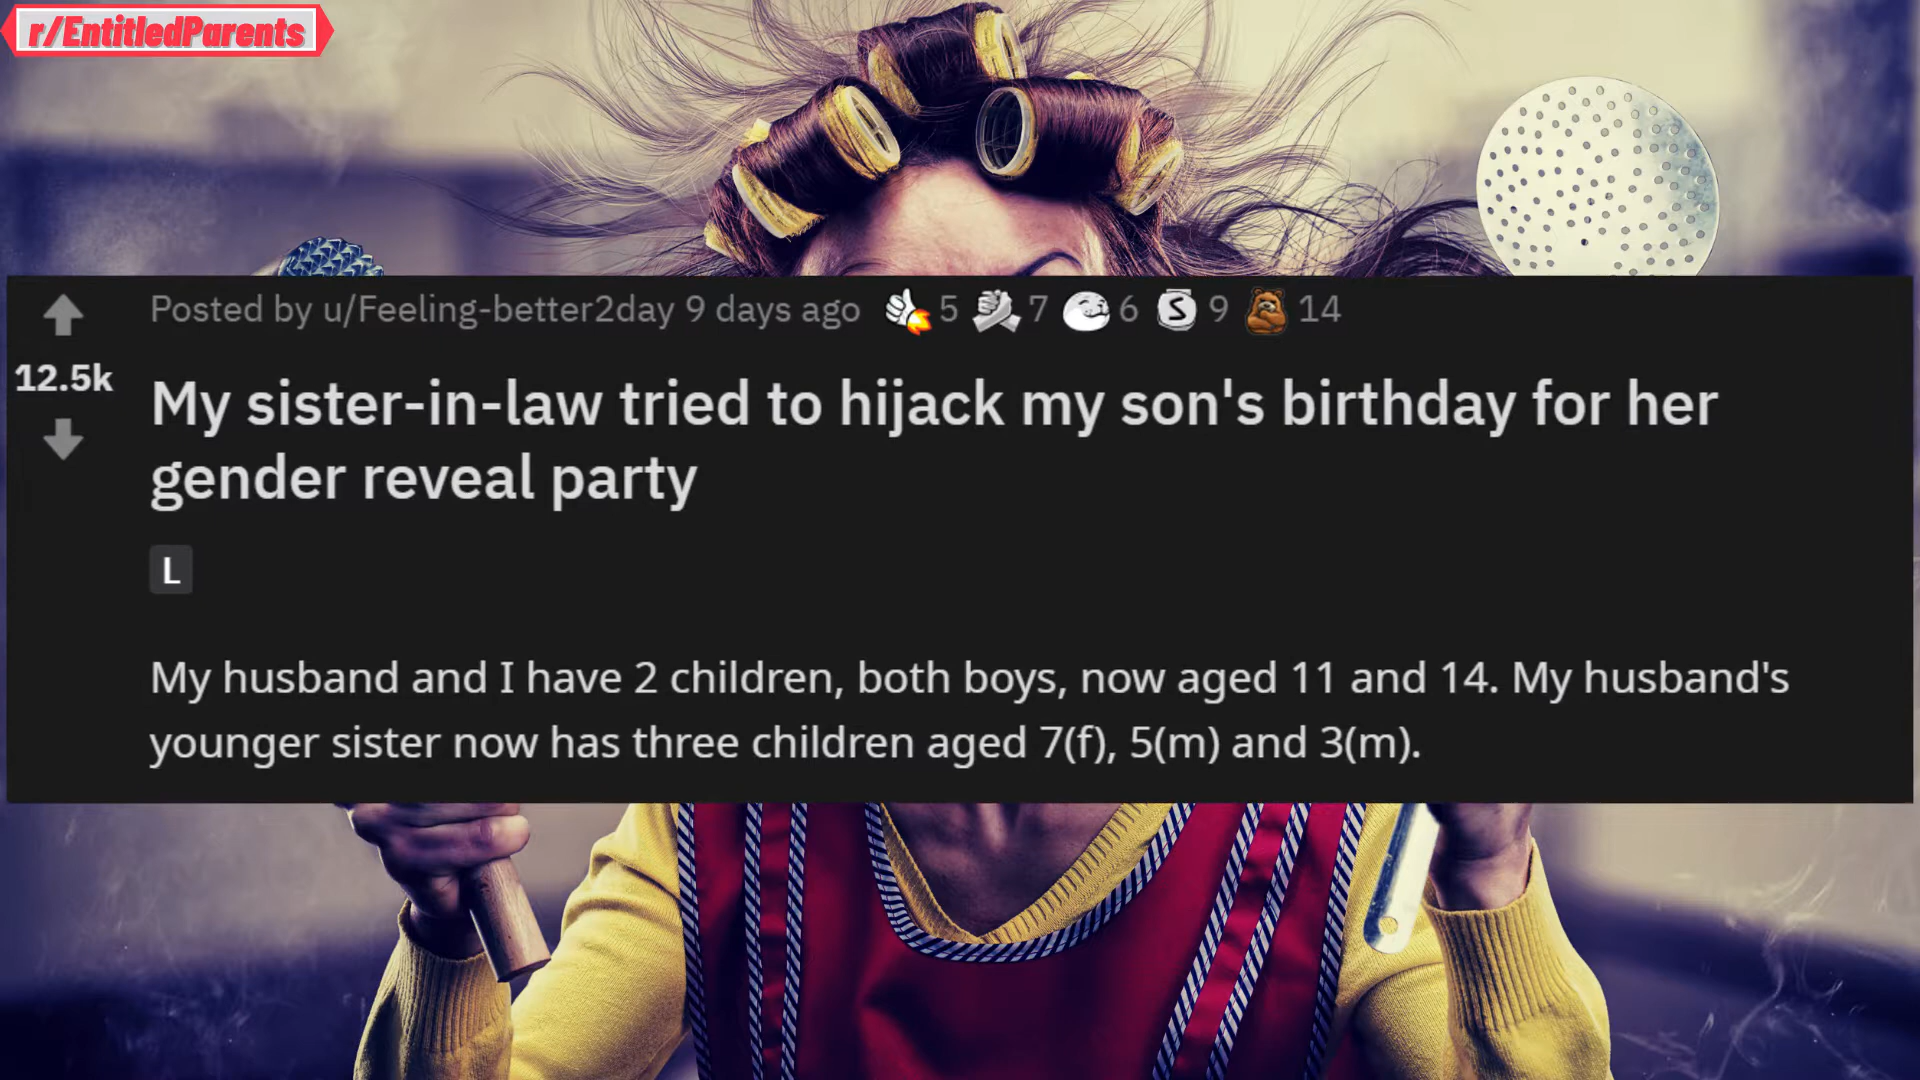 r/EntitledParents
Posted by u/Feeling-better2day 9 days ago 5 7 6 S 9 14
12.5k
My sister-in-law tried to hijack my son's birthday for her
gender reveal party
L
My husband and I have 2 children, both boys, now aged 11 and 14. My husband's
younger sister now has three children aged 7(f), 5(m) and 3(m).